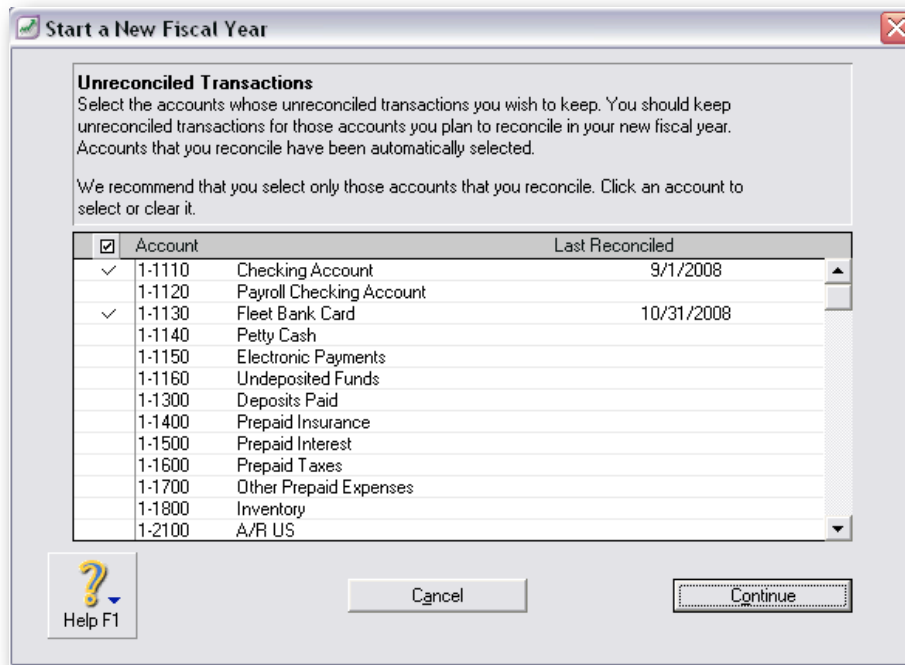 Start a New Fiscal Year
Unreconciled Transactions
Select the accounts whose unreconciled transactions you wish to keep. You should keep
unreconciled transactions for those accounts you plan to reconcile in your new fiscal year.
Accounts that you reconcile have been automatically selected.
We recommend that you select only those accounts that you reconcile. Click an account to
select or clear it.
Account Last Reconciled
1-1110 Checking Account 9/1/2008
1-1120 Payroll Checking Account
1-1130 Fleet Bank Card 10/31/2008
1-1140 Petty Cash
1-1150 Electronic Payments
1-1160 Undeposited Funds
1-1300 Deposits Paid
1-1400 Prepaid Insurance
1-1500 Prepaid Interest
1-1600 Prepaid Taxes
1-1700 Other Prepaid Expenses
1-1800 Inventory
1-2100 A/R US
Help F1
Cancel
Continue